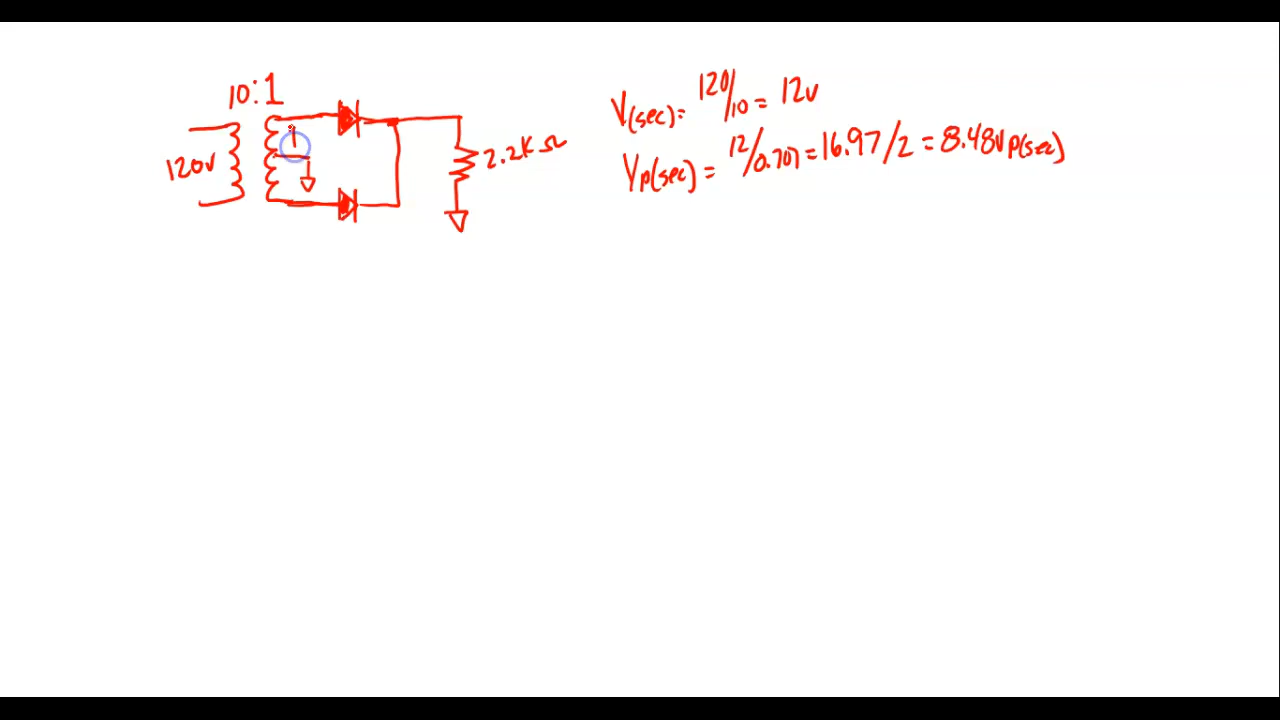 10:1
120v
2.2K Ω
V(sec)= 120/10 = 12v
Vp(sec) = 12/0.707 = 16.97/2 = 8.48Vp(sec)